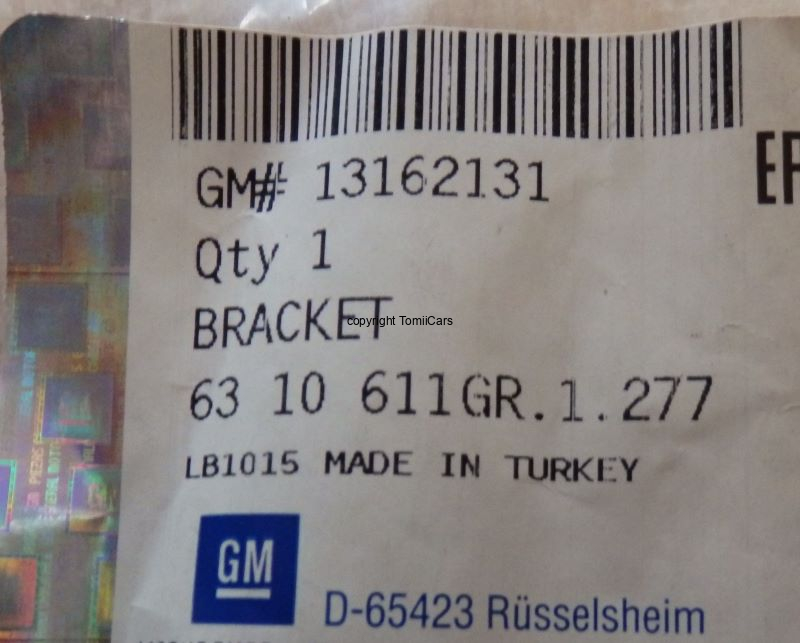 GM# 13162131
Qty 1
BRACKET
copyright TomiiCars
63 10 611GR.1.277
LB1015 MADE IN TURKEY
GM
D-65423 Rüsselsheim